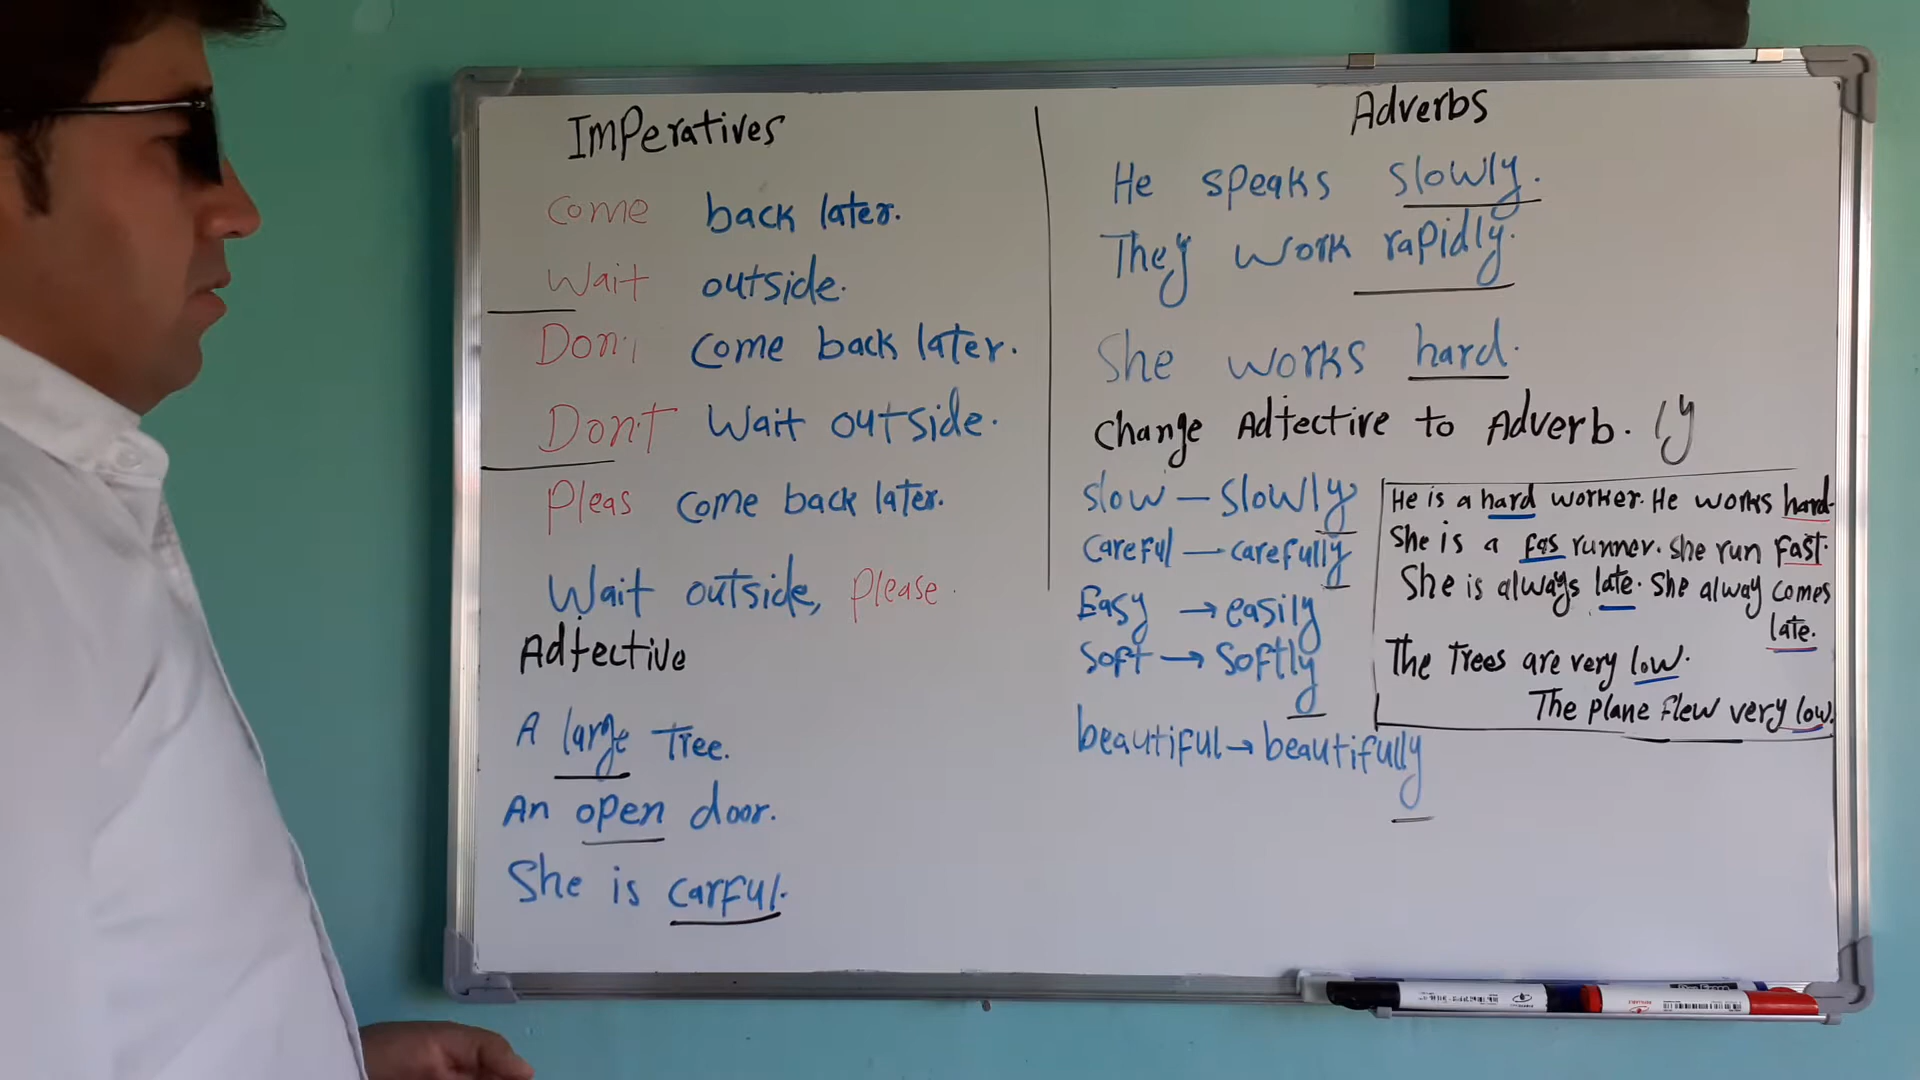 Imperatives
Come back later.
Wait outside.
Don't come back later.
Don't Wait outside.
Pleas come back later.
Wait outside, please.
Adjective
A large Tree.
An open door.
She is carful.
Adverbs
He speaks slowly.
They work rapidly.
She works hard.
Change Adjective to Adverb. ly
slow — slowly
Careful — carefully
Easy → easily
Soft → Softly
beautiful → beautifully
He is a hard worker. He works hard.
She is a fas runner. She run fast.
She is always late. She alway comes
late.
The Trees are very low.
The plane flew very low.